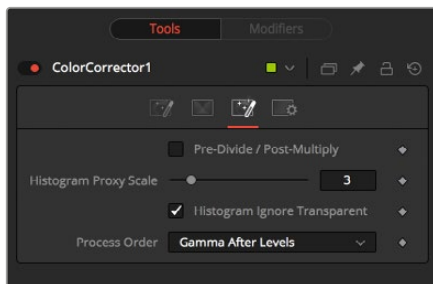 Tools Modifiers
ColorCorrector1
Pre-Divide / Post-Multiply
Histogram Proxy Scale 3
Histogram Ignore Transparent
Process Order Gamma After Levels